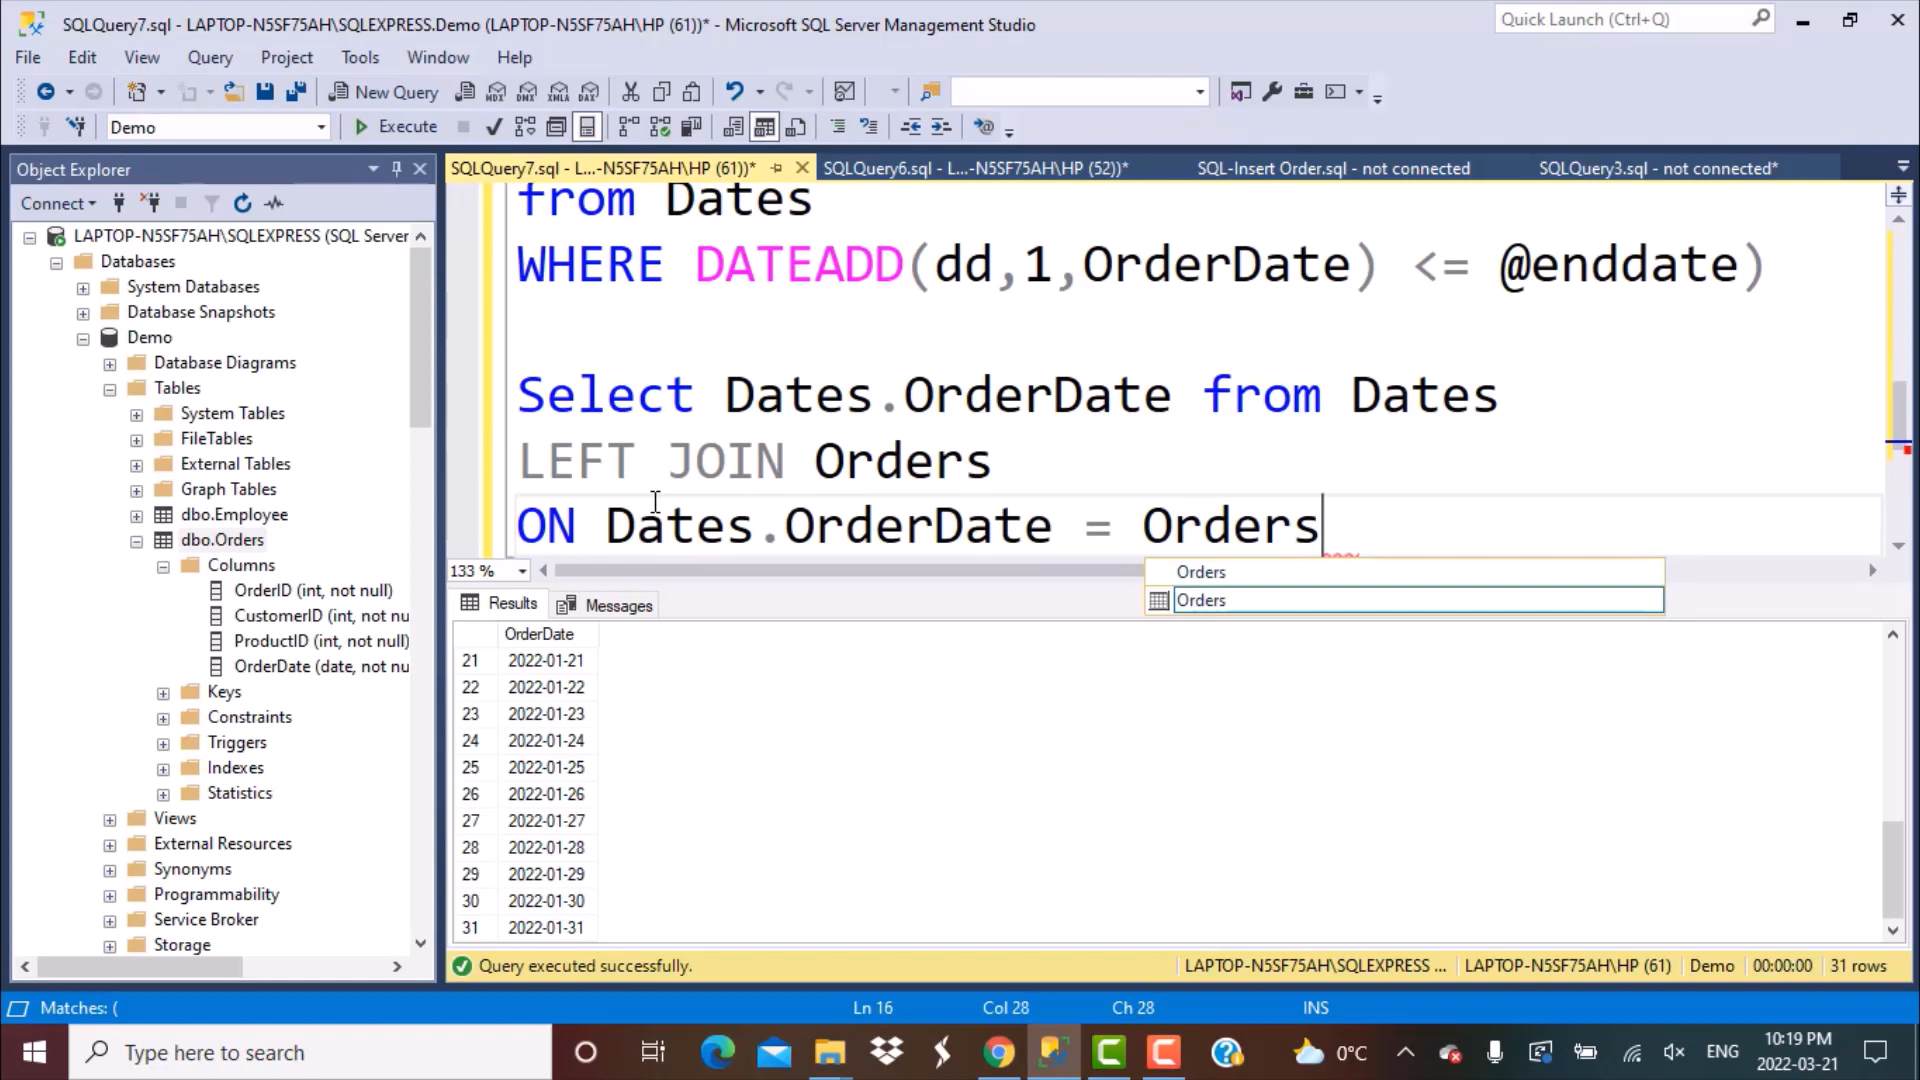 SQLQuery7.sql - LAPTOP-N5SF75AH\SQLEXPRESS.Demo (LAPTOP-N5SF75AH\HP (61))* - Microsoft SQL Server Management Studio
Quick Launch (Ctrl+Q)
File Edit View Query Project Tools Window Help
New Query
MDX DMX XMLA DAX
Demo
Execute
Object Explorer
SQLQuery7.sql - L...-N5SF75AH\HP (61))*
SQLQuery6.sql - L...-N5SF75AH\HP (52))*
SQL-Insert Order.sql - not connected
SQLQuery3.sql - not connected*
Connect
LAPTOP-N5SF75AH\SQLEXPRESS (SQL Server
Databases
System Databases
Database Snapshots
Demo
Database Diagrams
Tables
System Tables
FileTables
External Tables
Graph Tables
dbo.Employee
dbo.Orders
Columns
OrderID (int, not null)
CustomerID (int, not null)
ProductID (int, not null)
OrderDate (date, not nu
Keys
Constraints
Triggers
Indexes
Statistics
Views
External Resources
Synonyms
Programmability
Service Broker
Storage
from Dates
WHERE DATEADD(dd,1,OrderDate) <= @enddate)
Select Dates.OrderDate from Dates
LEFT JOIN Orders
ON Dates.OrderDate = Orders
Orders
Orders
133 %
Results
Messages
OrderDate
21 2022-01-21
22 2022-01-22
23 2022-01-23
24 2022-01-24
25 2022-01-25
26 2022-01-26
27 2022-01-27
28 2022-01-28
29 2022-01-29
30 2022-01-30
31 2022-01-31
Query executed successfully.
LAPTOP-N5SF75AH\SQLEXPRESS ...
LAPTOP-N5SF75AH\HP (61)
Demo
00:00:00
31 rows
Matches: (
Ln 16
Col 28
Ch 28
INS
Type here to search
0°C
ENG
10:19 PM
2022-03-21